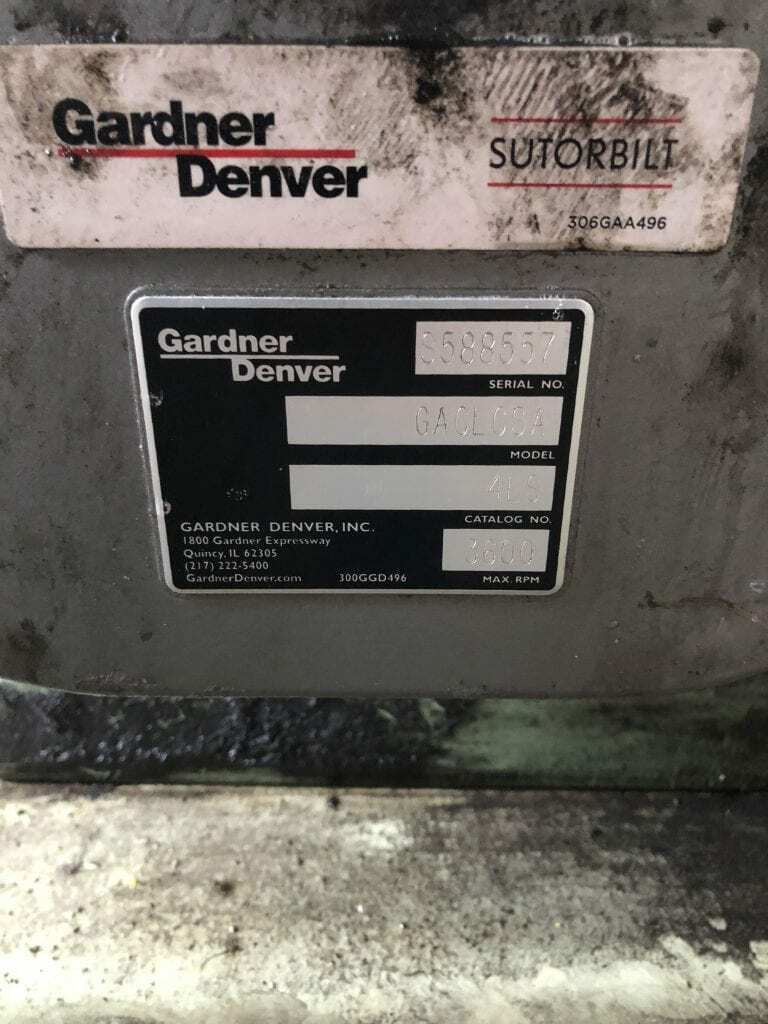 Gardner
Denver
SUTORBILT
306GAA496
Gardner
Denver
S588557
SERIAL NO.
GACLCSA
MODEL
4LS
CATALOG NO.
3600
MAX. RPM
GARDNER DENVER, INC.
1800 Gardner Expressway
Quincy, IL 62305
(217) 222-5400
GardnerDenver.com
300GGD496